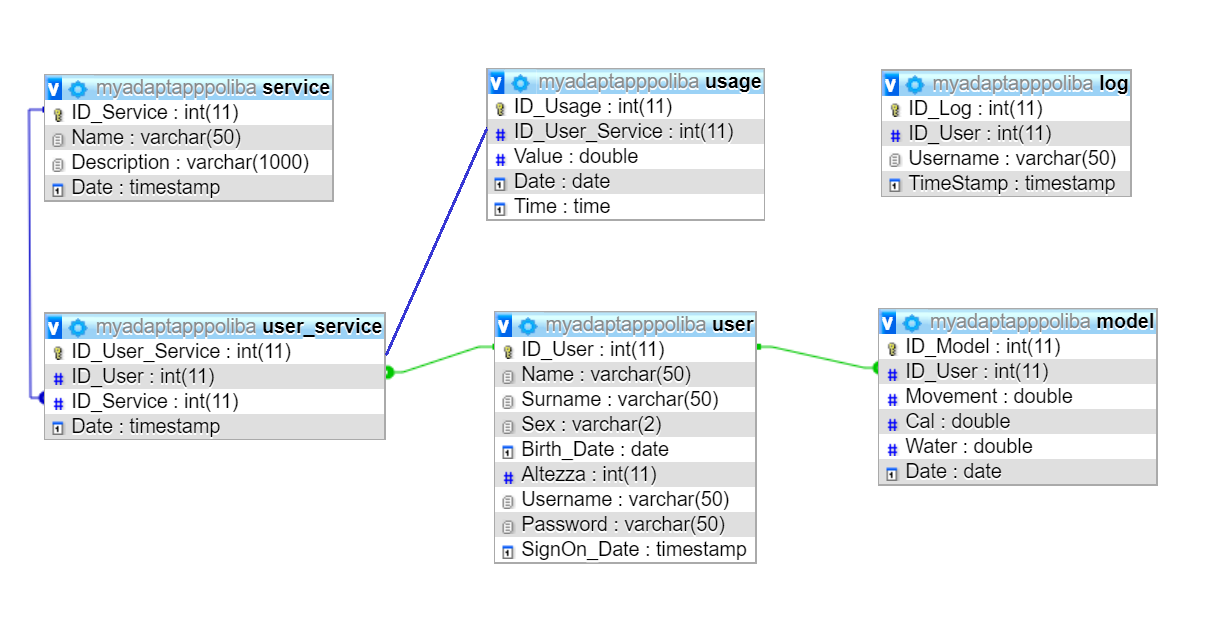 myadaptapppoliba service
ID_Service : int(11)
Name : varchar(50)
Description : varchar(1000)
Date : timestamp
myadaptapppoliba usage
ID_Usage : int(11)
ID_User_Service : int(11)
Value : double
Date : date
Time : time
myadaptapppoliba log
ID_Log : int(11)
ID_User : int(11)
Username : varchar(50)
TimeStamp : timestamp
myadaptapppoliba user_service
ID_User_Service : int(11)
ID_User : int(11)
ID_Service : int(11)
Date : timestamp
myadaptapppoliba user
ID_User : int(11)
Name : varchar(50)
Surname : varchar(50)
Sex : varchar(2)
Birth_Date : date
Altezza : int(11)
Username : varchar(50)
Password : varchar(50)
SignOn_Date : timestamp
myadaptapppoliba model
ID_Model : int(11)
ID_User : int(11)
Movement : double
Cal : double
Water : double
Date : date